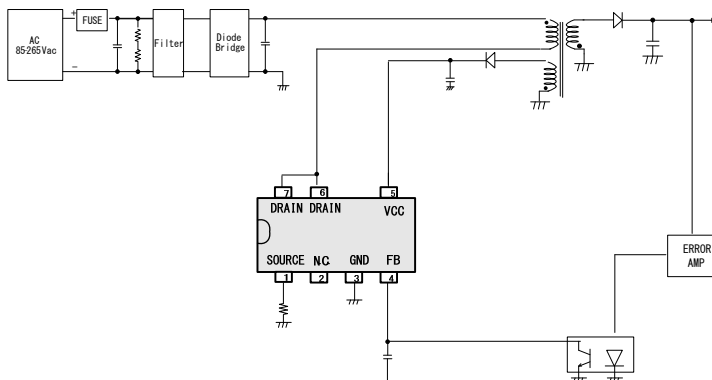 AC
85-265Vac
+
FUSE
−
Filter
Diode
Bridge
7
6
5
DRAIN
DRAIN
VCC
SOURCE
N.C.
GND
FB
1
2
3
4
ERROR
AMP